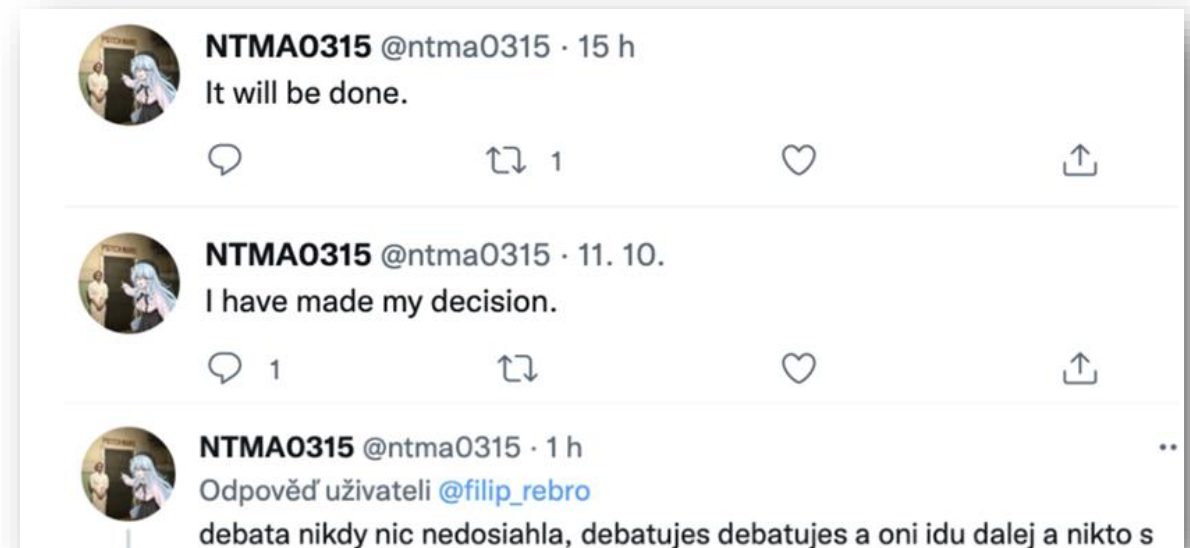 NTMA0315 @ntma0315 · 15 h
It will be done.
1
NTMA0315 @ntma0315 · 11. 10.
I have made my decision.
1
NTMA0315 @ntma0315 · 1 h
Odpověď uživateli @filip_rebro
debata nikdy nic nedosiahla, debatujes debatujes a oni idu dalej a nikto s